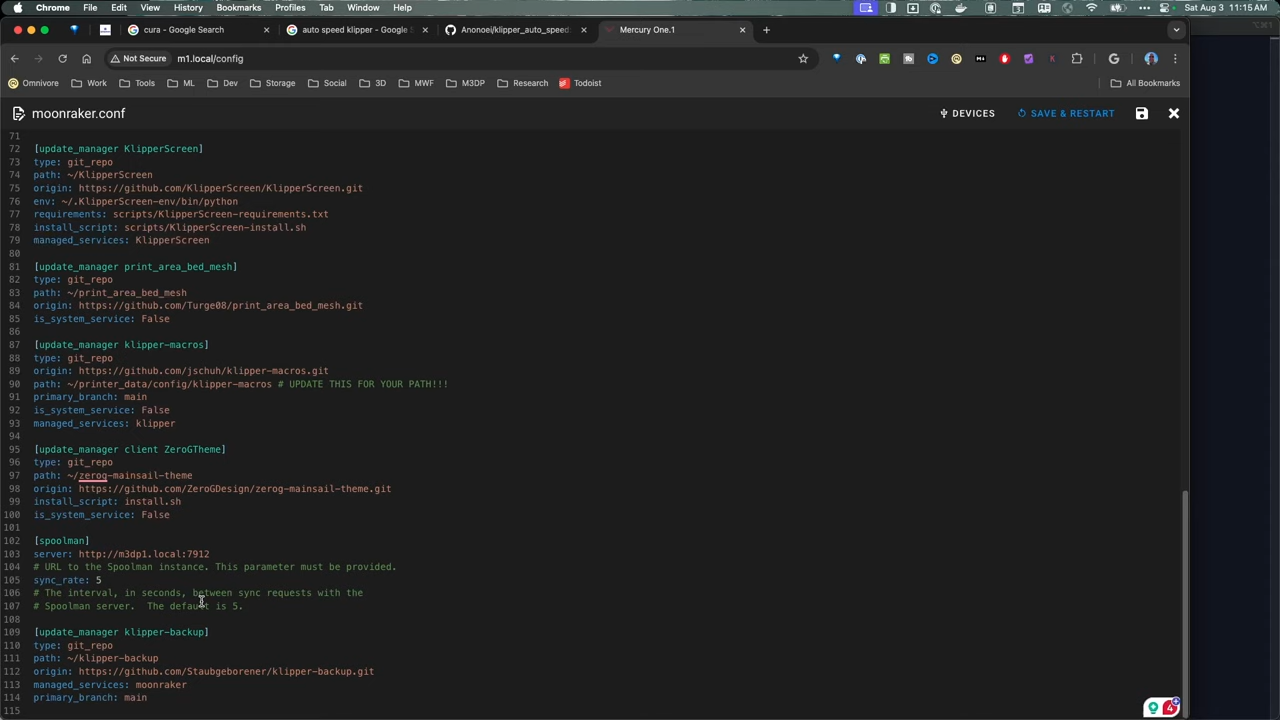 Chrome File Edit View History Bookmarks Profiles Tab Window Help Sat Aug 3 11:15 AM
cura - Google Search auto speed klipper - Google Anonoei/klipper_auto_speed: Mercury One.1
Not Secure m1.local/config
Omnivore Work Tools ML Dev Storage Social 3D MWF M3DP Research Todoist All Bookmarks
moonraker.conf DEVICES SAVE & RESTART
71
72 [update_manager KlipperScreen]
73 type: git_repo
74 path: ~/KlipperScreen
75 origin: https://github.com/KlipperScreen/KlipperScreen.git
76 env: ~/.KlipperScreen-env/bin/python
77 requirements: scripts/KlipperScreen-requirements.txt
78 install_script: scripts/KlipperScreen-install.sh
79 managed_services: KlipperScreen
80
81 [update_manager print_area_bed_mesh]
82 type: git_repo
83 path: ~/print_area_bed_mesh
84 origin: https://github.com/Turge08/print_area_bed_mesh.git
85 is_system_service: False
86
87 [update_manager klipper-macros]
88 type: git_repo
89 origin: https://github.com/jschuh/klipper-macros.git
90 path: ~/printer_data/config/klipper-macros # UPDATE THIS FOR YOUR PATH!!!
91 primary_branch: main
92 is_system_service: False
93 managed_services: klipper
94
95 [update_manager client ZeroGTheme]
96 type: git_repo
97 path: ~/zerog-mainsail-theme
98 origin: https://github.com/ZeroGDesign/zerog-mainsail-theme.git
99 install_script: install.sh
100 is_system_service: False
101
102 [spoolman]
103 server: http://m3dp1.local:7912
104 # URL to the Spoolman instance. This parameter must be provided.
105 sync_rate: 5
106 # The interval, in seconds, between sync requests with the
107 # Spoolman server.  The default is 5.
108
109 [update_manager klipper-backup]
110 type: git_repo
111 path: ~/klipper-backup
112 origin: https://github.com/Staubgeborener/klipper-backup.git
113 managed_services: moonraker
114 primary_branch: main
115
4